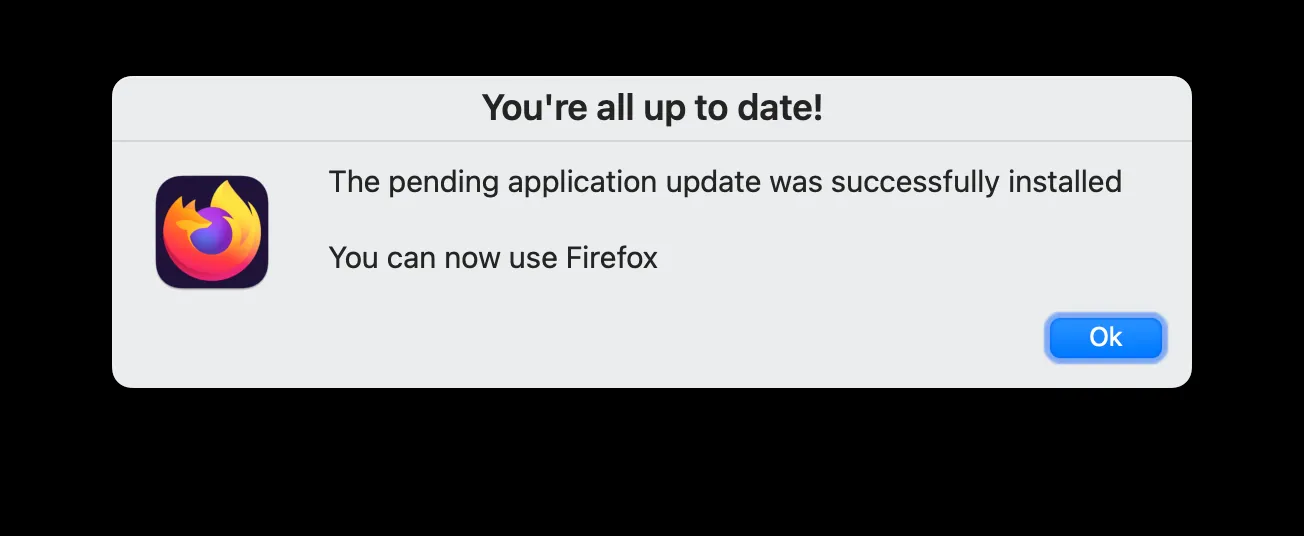 You're all up to date!
The pending application update was successfully installed
You can now use Firefox
Ok